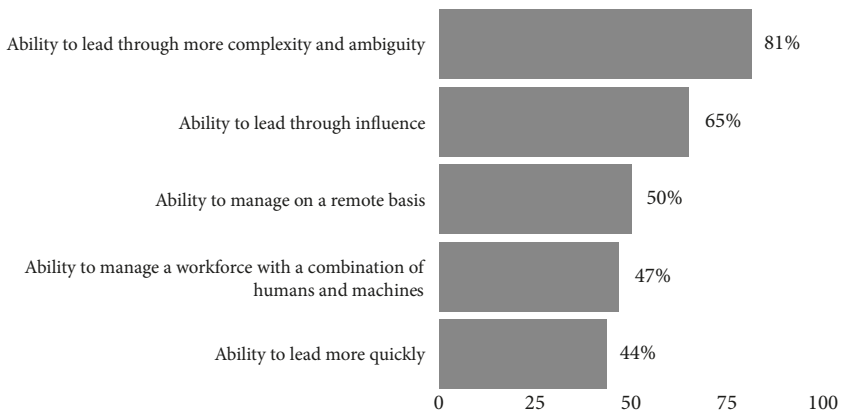 Ability to lead through more complexity and ambiguity
81%
Ability to lead through influence
65%
Ability to manage on a remote basis
50%
Ability to manage a workforce with a combination of
humans and machines
47%
Ability to lead more quickly
44%
0 25 50 75 100